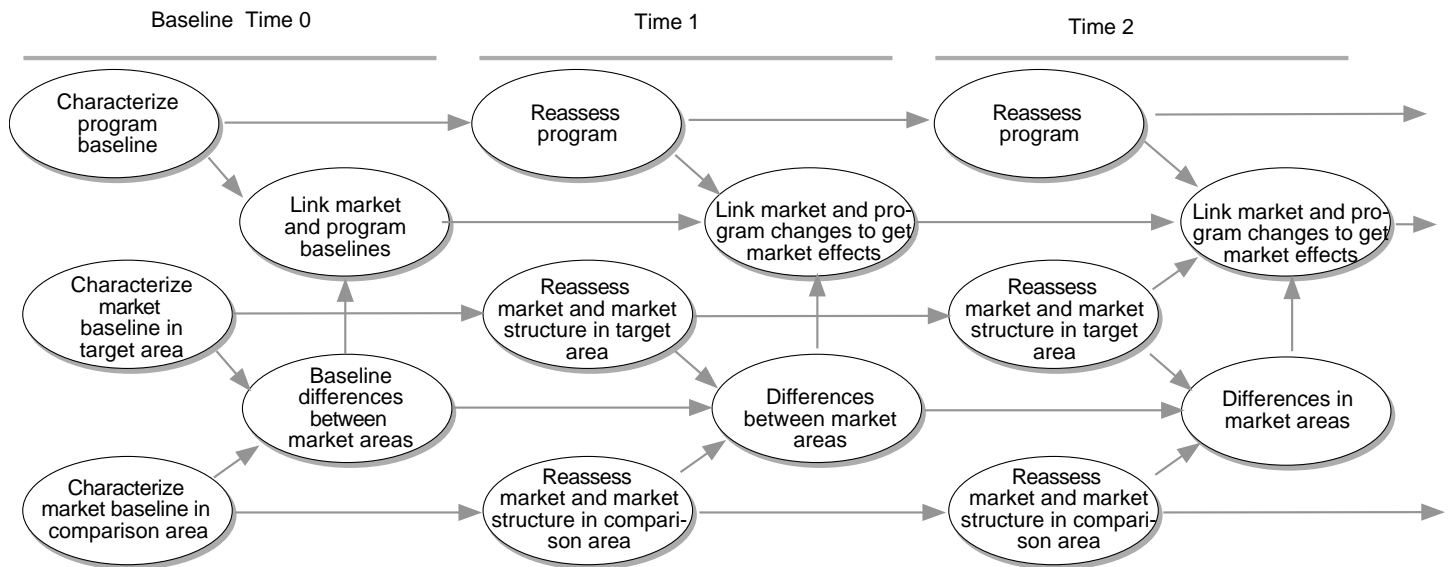 Baseline Time 0
Time 1
Time 2
Characterize
program
baseline
Reassess
program
Reassess
program
Link market
and program
baselines
Link market and pro-
gram changes to get
market effects
Link market and pro-
gram changes to get
market effects
Characterize
market
baseline in
target area
Reassess
market and market
structure in target
area
Reassess
market and market
structure in target
area
Baseline
differences
between
market areas
Differences
between market
areas
Differences in
market areas
Characterize
market baseline in
comparison area
Reassess
market and market
structure in compari-
son area
Reassess
market and market
structure in compari-
son area